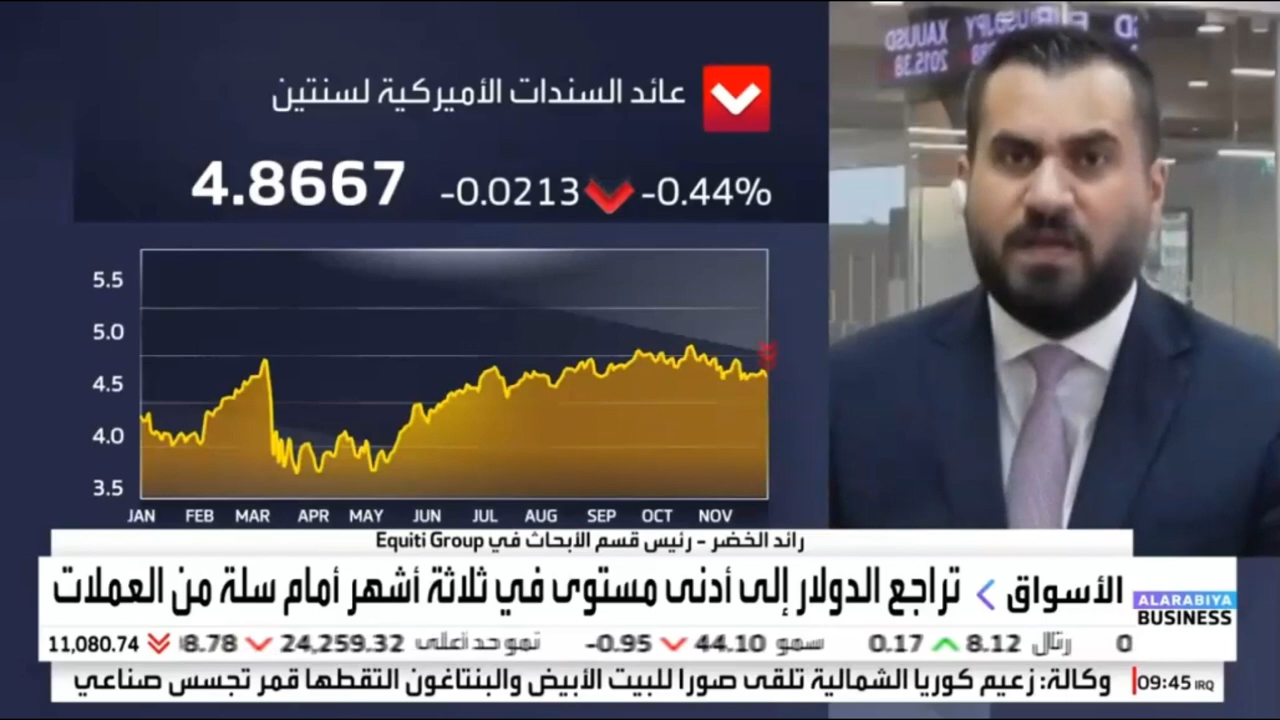 عائد السندات الأميركية لسنتين
4.8667 -0.0213 -0.44%
5.5
5.0
4.5
4.0
3.5
JAN FEB MAR APR MAY JUN JUL AUG SEP OCT NOV
XAUUSD
2015.38
USDJPY
رائد الخضر - رئيس قسم الأبحاث في Equiti Group
الأسواق > تراجع الدولار إلى أدنى مستوى في ثلاثة أشهر أمام سلة من العملات
ALARABIYA
BUSINESS
0 رتال 8.12 0.17 سمو 44.10 -0.95 نمو حد أعلى 24,259.32 8.78 11,080.74
09:45 IRQ وكالة: زعيم كوريا الشمالية تلقى صورا للبيت الأبيض والبنتاغون التقطها قمر تجسس صناعي